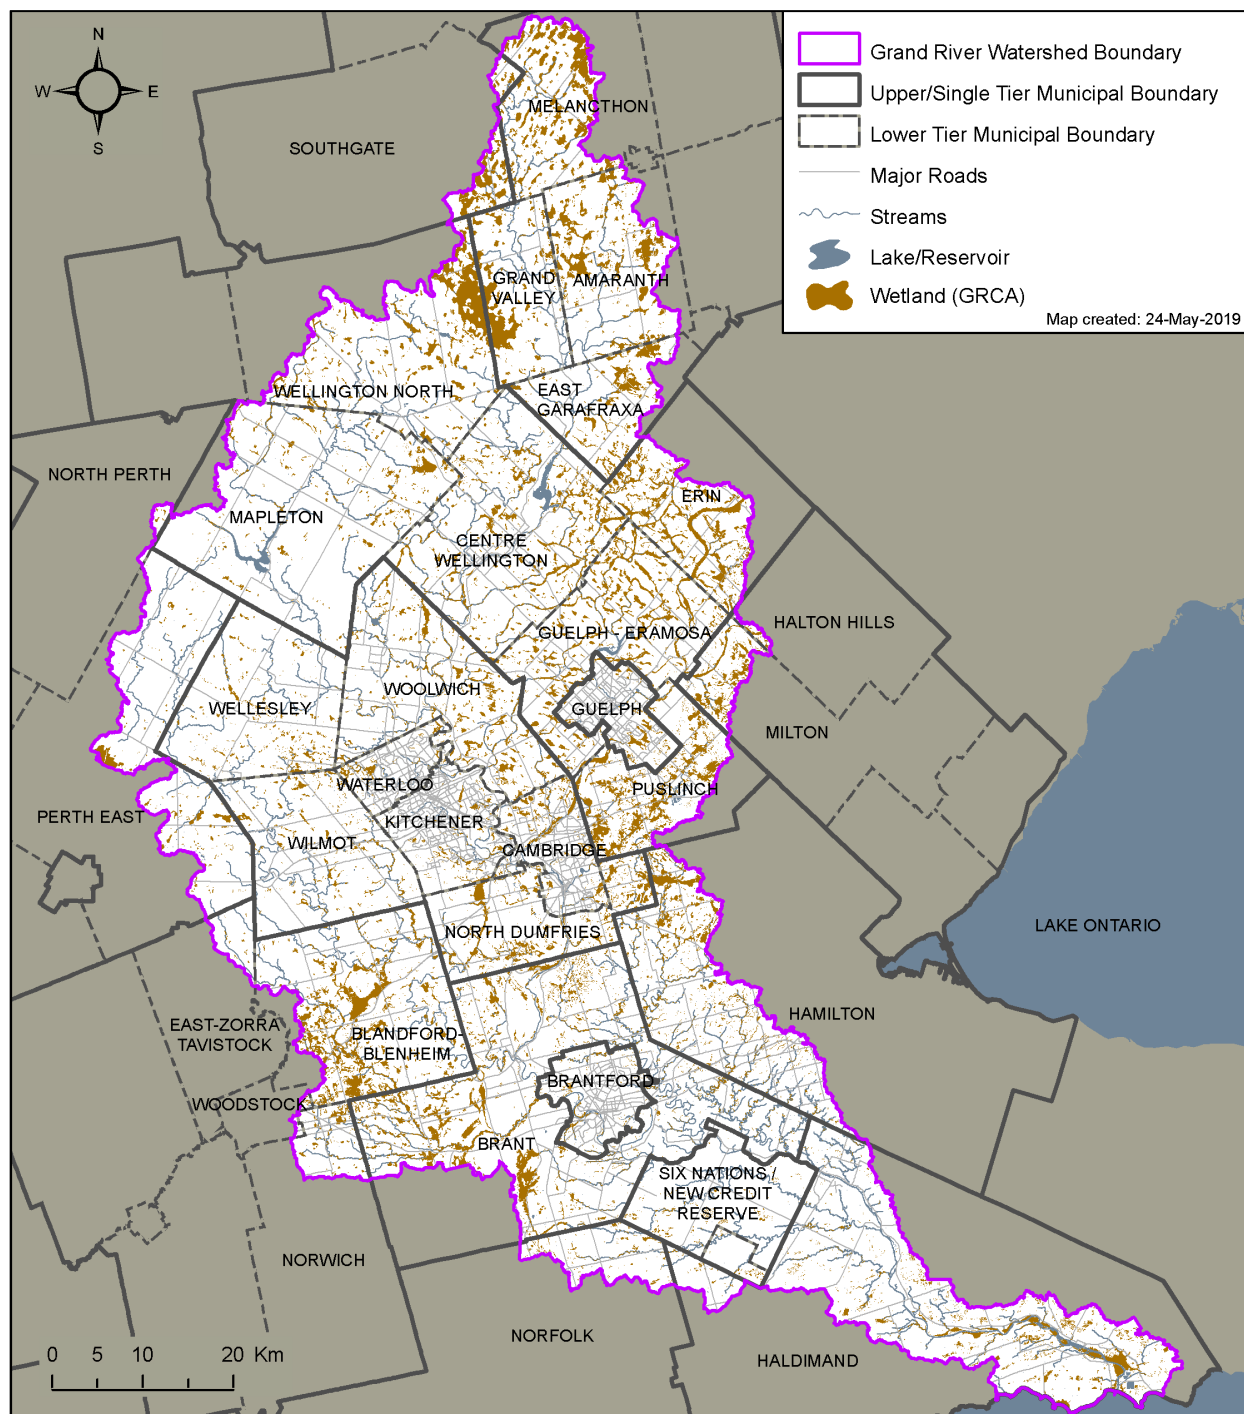 N
W
E
S
Grand River Watershed Boundary
Upper/Single Tier Municipal Boundary
Lower Tier Municipal Boundary
Major Roads
Streams
Lake/Reservoir
Wetland (GRCA)
Map created: 24-May-2019
MELANCTHON
SOUTHGATE
GRAND
VALLEY
AMARANTH
WELLINGTON NORTH
EAST
GARAFRAXA
NORTH PERTH
ERIN
MAPLETON
CENTRE
WELLINGTON
HALTON HILLS
GUELPH - ERAMOSA
WOOLWICH
WELLESLEY
GUELPH
MILTON
WATERLOO
PUSLINCH
PERTH EAST
KITCHENER
WILMOT
CAMBRIDGE
LAKE ONTARIO
NORTH DUMFRIES
HAMILTON
EAST-ZORRA
TAVISTOCK
BLANDFORD-
BLENHEIM
BRANTFORD
WOODSTOCK
BRANT
SIX NATIONS /
NEW CREDIT
RESERVE
NORWICH
NORFOLK
HALDIMAND
0 5 10 20 Km